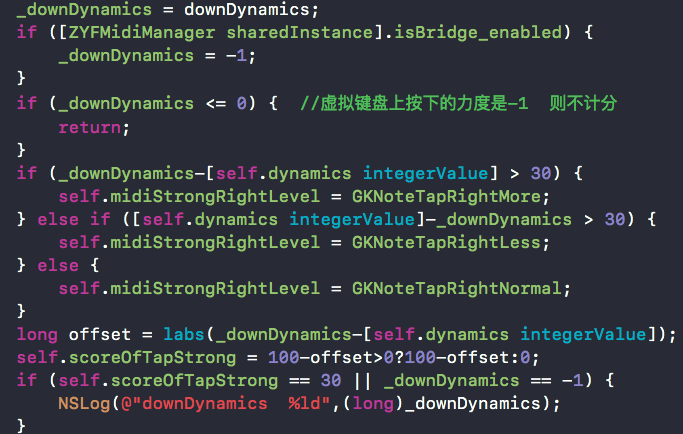 _downDynamics = downDynamics;
if ([ZYFMidiManager sharedInstance].isBridge_enabled) {
    _downDynamics = -1;
}
if (_downDynamics <= 0) {  //虚拟键盘上按下的力度是-1  则不计分
    return;
}
if (_downDynamics-[self.dynamics integerValue] > 30) {
    self.midiStrongRightLevel = GKNoteTapRightMore;
} else if ([self.dynamics integerValue]-_downDynamics > 30) {
    self.midiStrongRightLevel = GKNoteTapRightLess;
} else {
    self.midiStrongRightLevel = GKNoteTapRightNormal;
}
long offset = labs(_downDynamics-[self.dynamics integerValue]);
self.scoreOfTapStrong = 100-offset>0?100-offset:0;
if (self.scoreOfTapStrong == 30 || _downDynamics == -1) {
    NSLog(@"downDynamics  %ld",(long)_downDynamics);
}